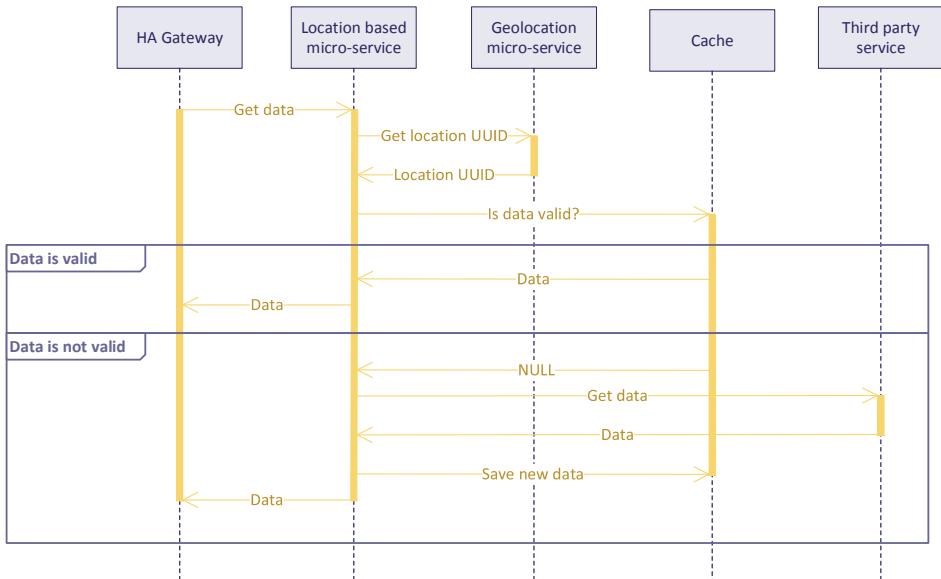 HA Gateway
Location based
micro-service
Geolocation
micro-service
Cache
Third party
service
Get data
Get location UUID
Location UUID
Is data valid?
Data is valid
Data
Data
Data is not valid
NULL
Get data
Data
Save new data
Data